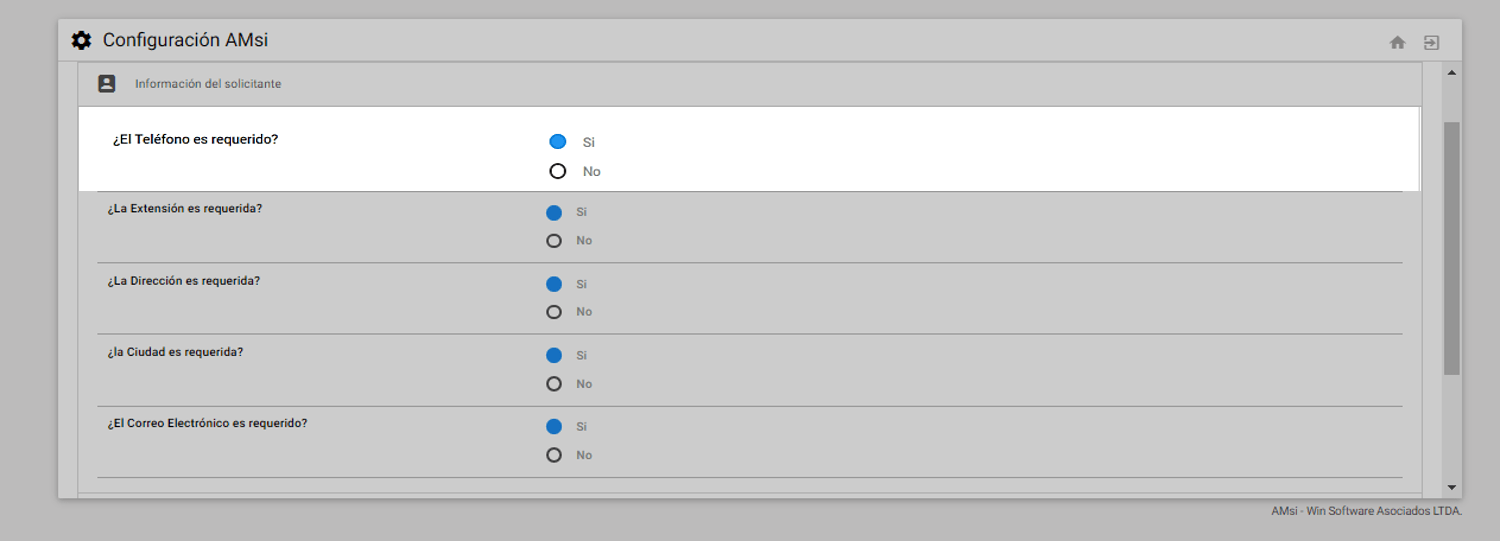 Configuración AMsi
Información del solicitante
¿El Teléfono es requerido?
Si
No
¿La Extensión es requerida?
Si
No
¿La Dirección es requerida?
Si
No
¿la Ciudad es requerida?
Si
No
¿El Correo Electrónico es requerido?
Si
No
AMsi - Win Software Asociados LTDA.